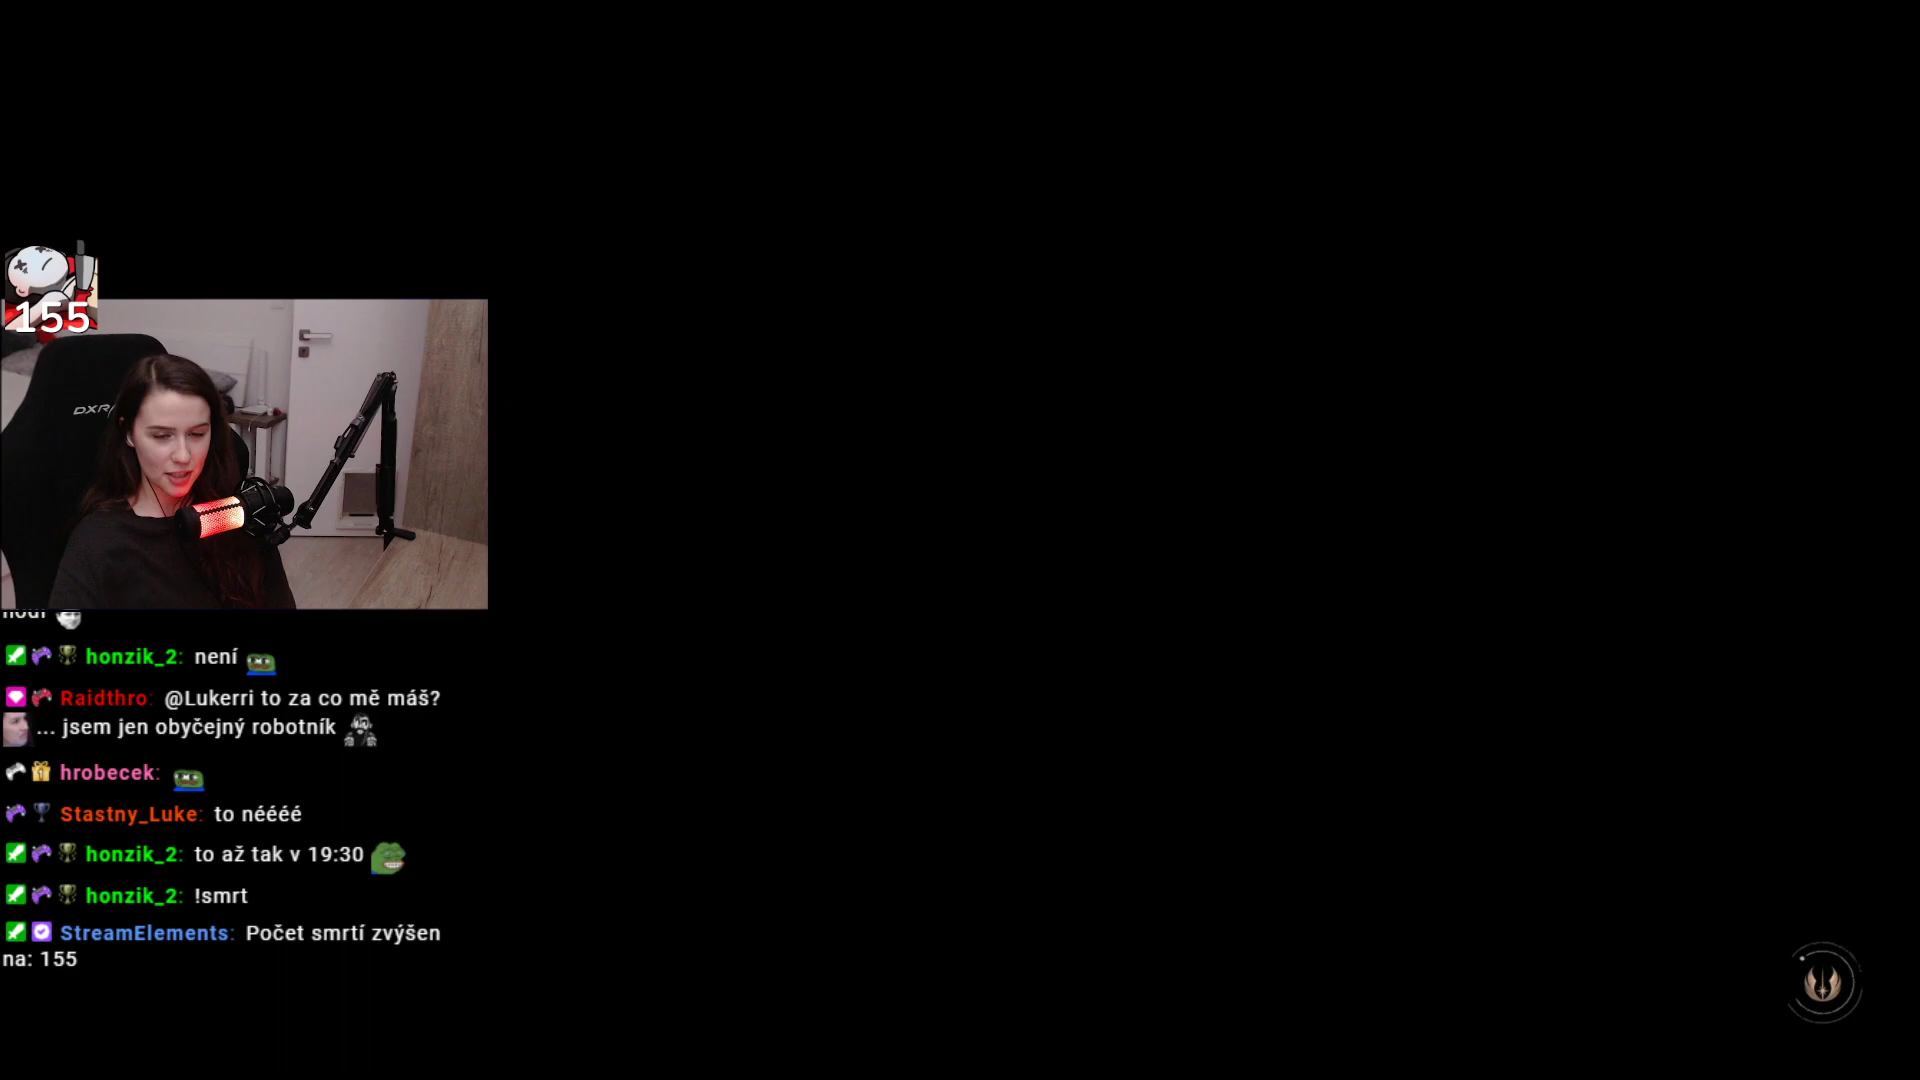 155
DXR
honzik_2: není
Raidthro: @Lukerri to za co mě máš?
... jsem jen obyčejný robotník
hrobecek:
Stastny_Luke: to néééé
honzik_2: to až tak v 19:30
honzik_2: !smrt
StreamElements: Počet smrtí zvýšen
na: 155